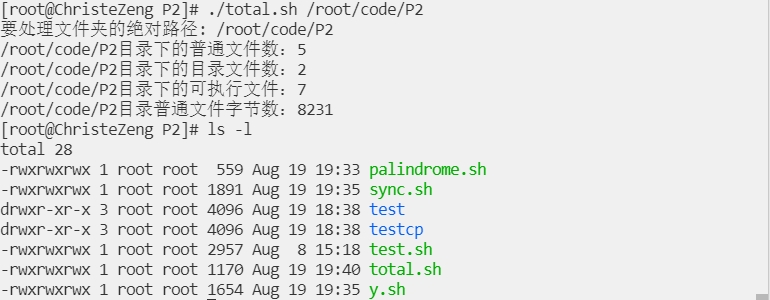 [root@ChristeZeng P2]# ./total.sh /root/code/P2
要处理文件夹的绝对路径: /root/code/P2
/root/code/P2目录下的普通文件数: 5
/root/code/P2目录下的目录文件数: 2
/root/code/P2目录下的可执行文件: 7
/root/code/P2目录普通文件字节数: 8231
[root@ChristeZeng P2]# ls -l
total 28
-rwxrwxrwx 1 root root  559 Aug 19 19:33 palindrome.sh
-rwxrwxrwx 1 root root 1891 Aug 19 19:35 sync.sh
drwxr-xr-x 3 root root 4096 Aug 19 18:38 test
drwxr-xr-x 3 root root 4096 Aug 19 18:38 testcp
-rwxrwxrwx 1 root root 2957 Aug  8 15:18 test.sh
-rwxrwxrwx 1 root root 1170 Aug 19 19:40 total.sh
-rwxrwxrwx 1 root root 1654 Aug 19 19:35 y.sh